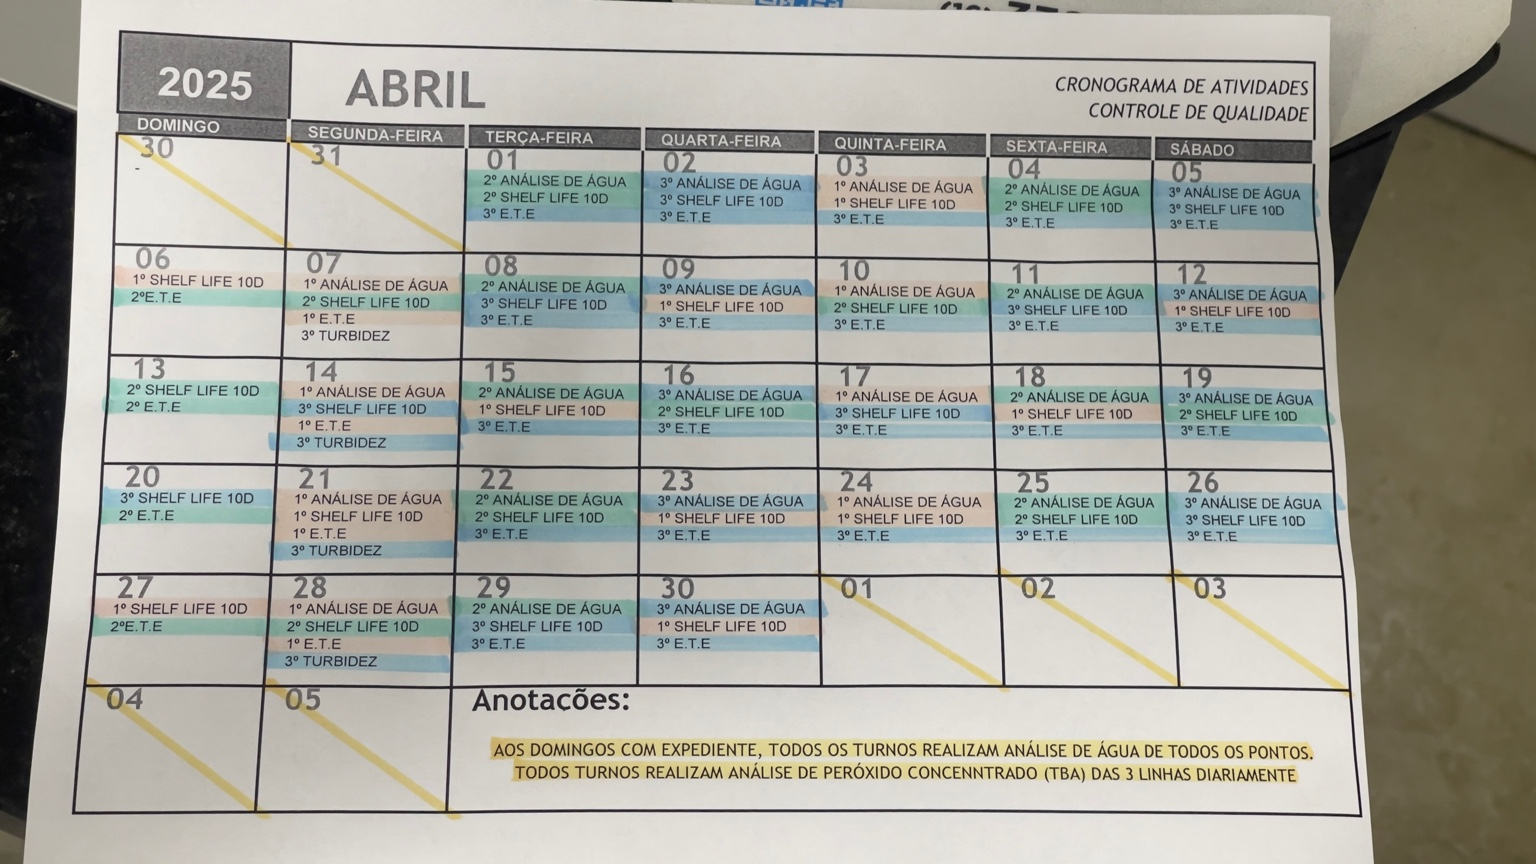 2025
ABRIL
CRONOGRAMA DE ATIVIDADES
CONTROLE DE QUALIDADE
DOMINGO
SEGUNDA-FEIRA
TERÇA-FEIRA
QUARTA-FEIRA
QUINTA-FEIRA
SEXTA-FEIRA
SÁBADO
30
31
01
2º ANÁLISE DE ÁGUA
2º SHELF LIFE 10D
3º E.T.E
02
3º ANÁLISE DE ÁGUA
3º SHELF LIFE 10D
3º E.T.E
03
1º ANÁLISE DE ÁGUA
1º SHELF LIFE 10D
3º E.T.E
04
2º ANÁLISE DE ÁGUA
2º SHELF LIFE 10D
3º E.T.E
05
3º ANÁLISE DE ÁGUA
3º SHELF LIFE 10D
3º E.T.E
06
1º SHELF LIFE 10D
2ºE.T.E
07
1º ANÁLISE DE ÁGUA
2º SHELF LIFE 10D
1º E.T.E
3º TURBIDEZ
08
2º ANÁLISE DE ÁGUA
3º SHELF LIFE 10D
3º E.T.E
09
3º ANÁLISE DE ÁGUA
1º SHELF LIFE 10D
3º E.T.E
10
1º ANÁLISE DE ÁGUA
2º SHELF LIFE 10D
3º E.T.E
11
2º ANÁLISE DE ÁGUA
3º SHELF LIFE 10D
3º E.T.E
12
3º ANÁLISE DE ÁGUA
1º SHELF LIFE 10D
3º E.T.E
13
2º SHELF LIFE 10D
2º E.T.E
14
1º ANÁLISE DE ÁGUA
3º SHELF LIFE 10D
1º E.T.E
3º TURBIDEZ
15
2º ANÁLISE DE ÁGUA
1º SHELF LIFE 10D
3º E.T.E
16
3º ANÁLISE DE ÁGUA
2º SHELF LIFE 10D
3º E.T.E
17
1º ANÁLISE DE ÁGUA
3º SHELF LIFE 10D
3º E.T.E
18
2º ANÁLISE DE ÁGUA
1º SHELF LIFE 10D
3º E.T.E
19
3º ANÁLISE DE ÁGUA
2º SHELF LIFE 10D
3º E.T.E
20
3º SHELF LIFE 10D
2º E.T.E
21
1º ANÁLISE DE ÁGUA
1º SHELF LIFE 10D
1º E.T.E
3º TURBIDEZ
22
2º ANÁLISE DE ÁGUA
2º SHELF LIFE 10D
3º E.T.E
23
3º ANÁLISE DE ÁGUA
1º SHELF LIFE 10D
3º E.T.E
24
1º ANÁLISE DE ÁGUA
1º SHELF LIFE 10D
3º E.T.E
25
2º ANÁLISE DE ÁGUA
2º SHELF LIFE 10D
3º E.T.E
26
3º ANÁLISE DE ÁGUA
3º SHELF LIFE 10D
3º E.T.E
27
1º SHELF LIFE 10D
2ºE.T.E
28
1º ANÁLISE DE ÁGUA
2º SHELF LIFE 10D
1º E.T.E
3º TURBIDEZ
29
2º ANÁLISE DE ÁGUA
3º SHELF LIFE 10D
3º E.T.E
30
3º ANÁLISE DE ÁGUA
1º SHELF LIFE 10D
3º E.T.E
01
02
03
04
05
Anotações:
AOS DOMINGOS COM EXPEDIENTE, TODOS OS TURNOS REALIZAM ANÁLISE DE ÁGUA DE TODOS OS PONTOS.
TODOS TURNOS REALIZAM ANÁLISE DE PERÓXIDO CONCENNTRADO (TBA) DAS 3 LINHAS DIARIAMENTE